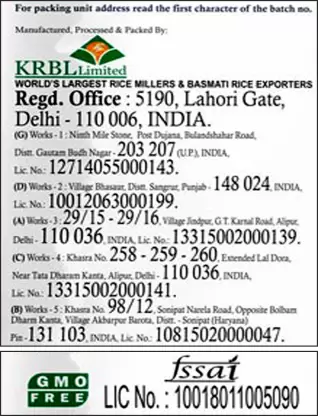 For packing unit address read the first character of the batch no.
Manufactured, Processed & Packed By:
KRBL Limited
WORLD'S LARGEST RICE MILLERS & BASMATI RICE EXPORTERS
Regd. Office : 5190, Lahori Gate,
Delhi - 110 006, INDIA.
(G) Works - 1 : Ninth Mile Stone, Post Dujana, Bulandshahar Road,
Distt. Gautam Budh Nagar - 203 207 (U.P.), INDIA,
Lic. No.: 12714055000143.
(D) Works - 2 : Village Bhasaur, Distt. Sangrur, Punjab - 148 024, INDIA,
Lic. No.: 10012063000199.
(A) Works - 3 : 29/15 - 29/16, Village Jindpur, G.T. Karnal Road, Alipur,
Delhi - 110 036, INDIA, Lic. No.: 13315002000139.
(C) Works - 4 : Khasra No. 258 - 259 - 260, Extended Lal Dora,
Near Tata Dharam Kanta, Alipur, Delhi - 110 036, INDIA,
Lic. No.: 13315002000141.
(B) Works - 5 : Khasra No. 98/12, Sonipat Narela Road, Opposite Bolbam
Dharm Kanta, Village Akbarpur Barota, Distt. - Sonipat (Haryana)
Pin - 131 103, INDIA, Lic. No.: 10815020000047.
GMO
FREE
fssai
LIC No. : 10018011005090